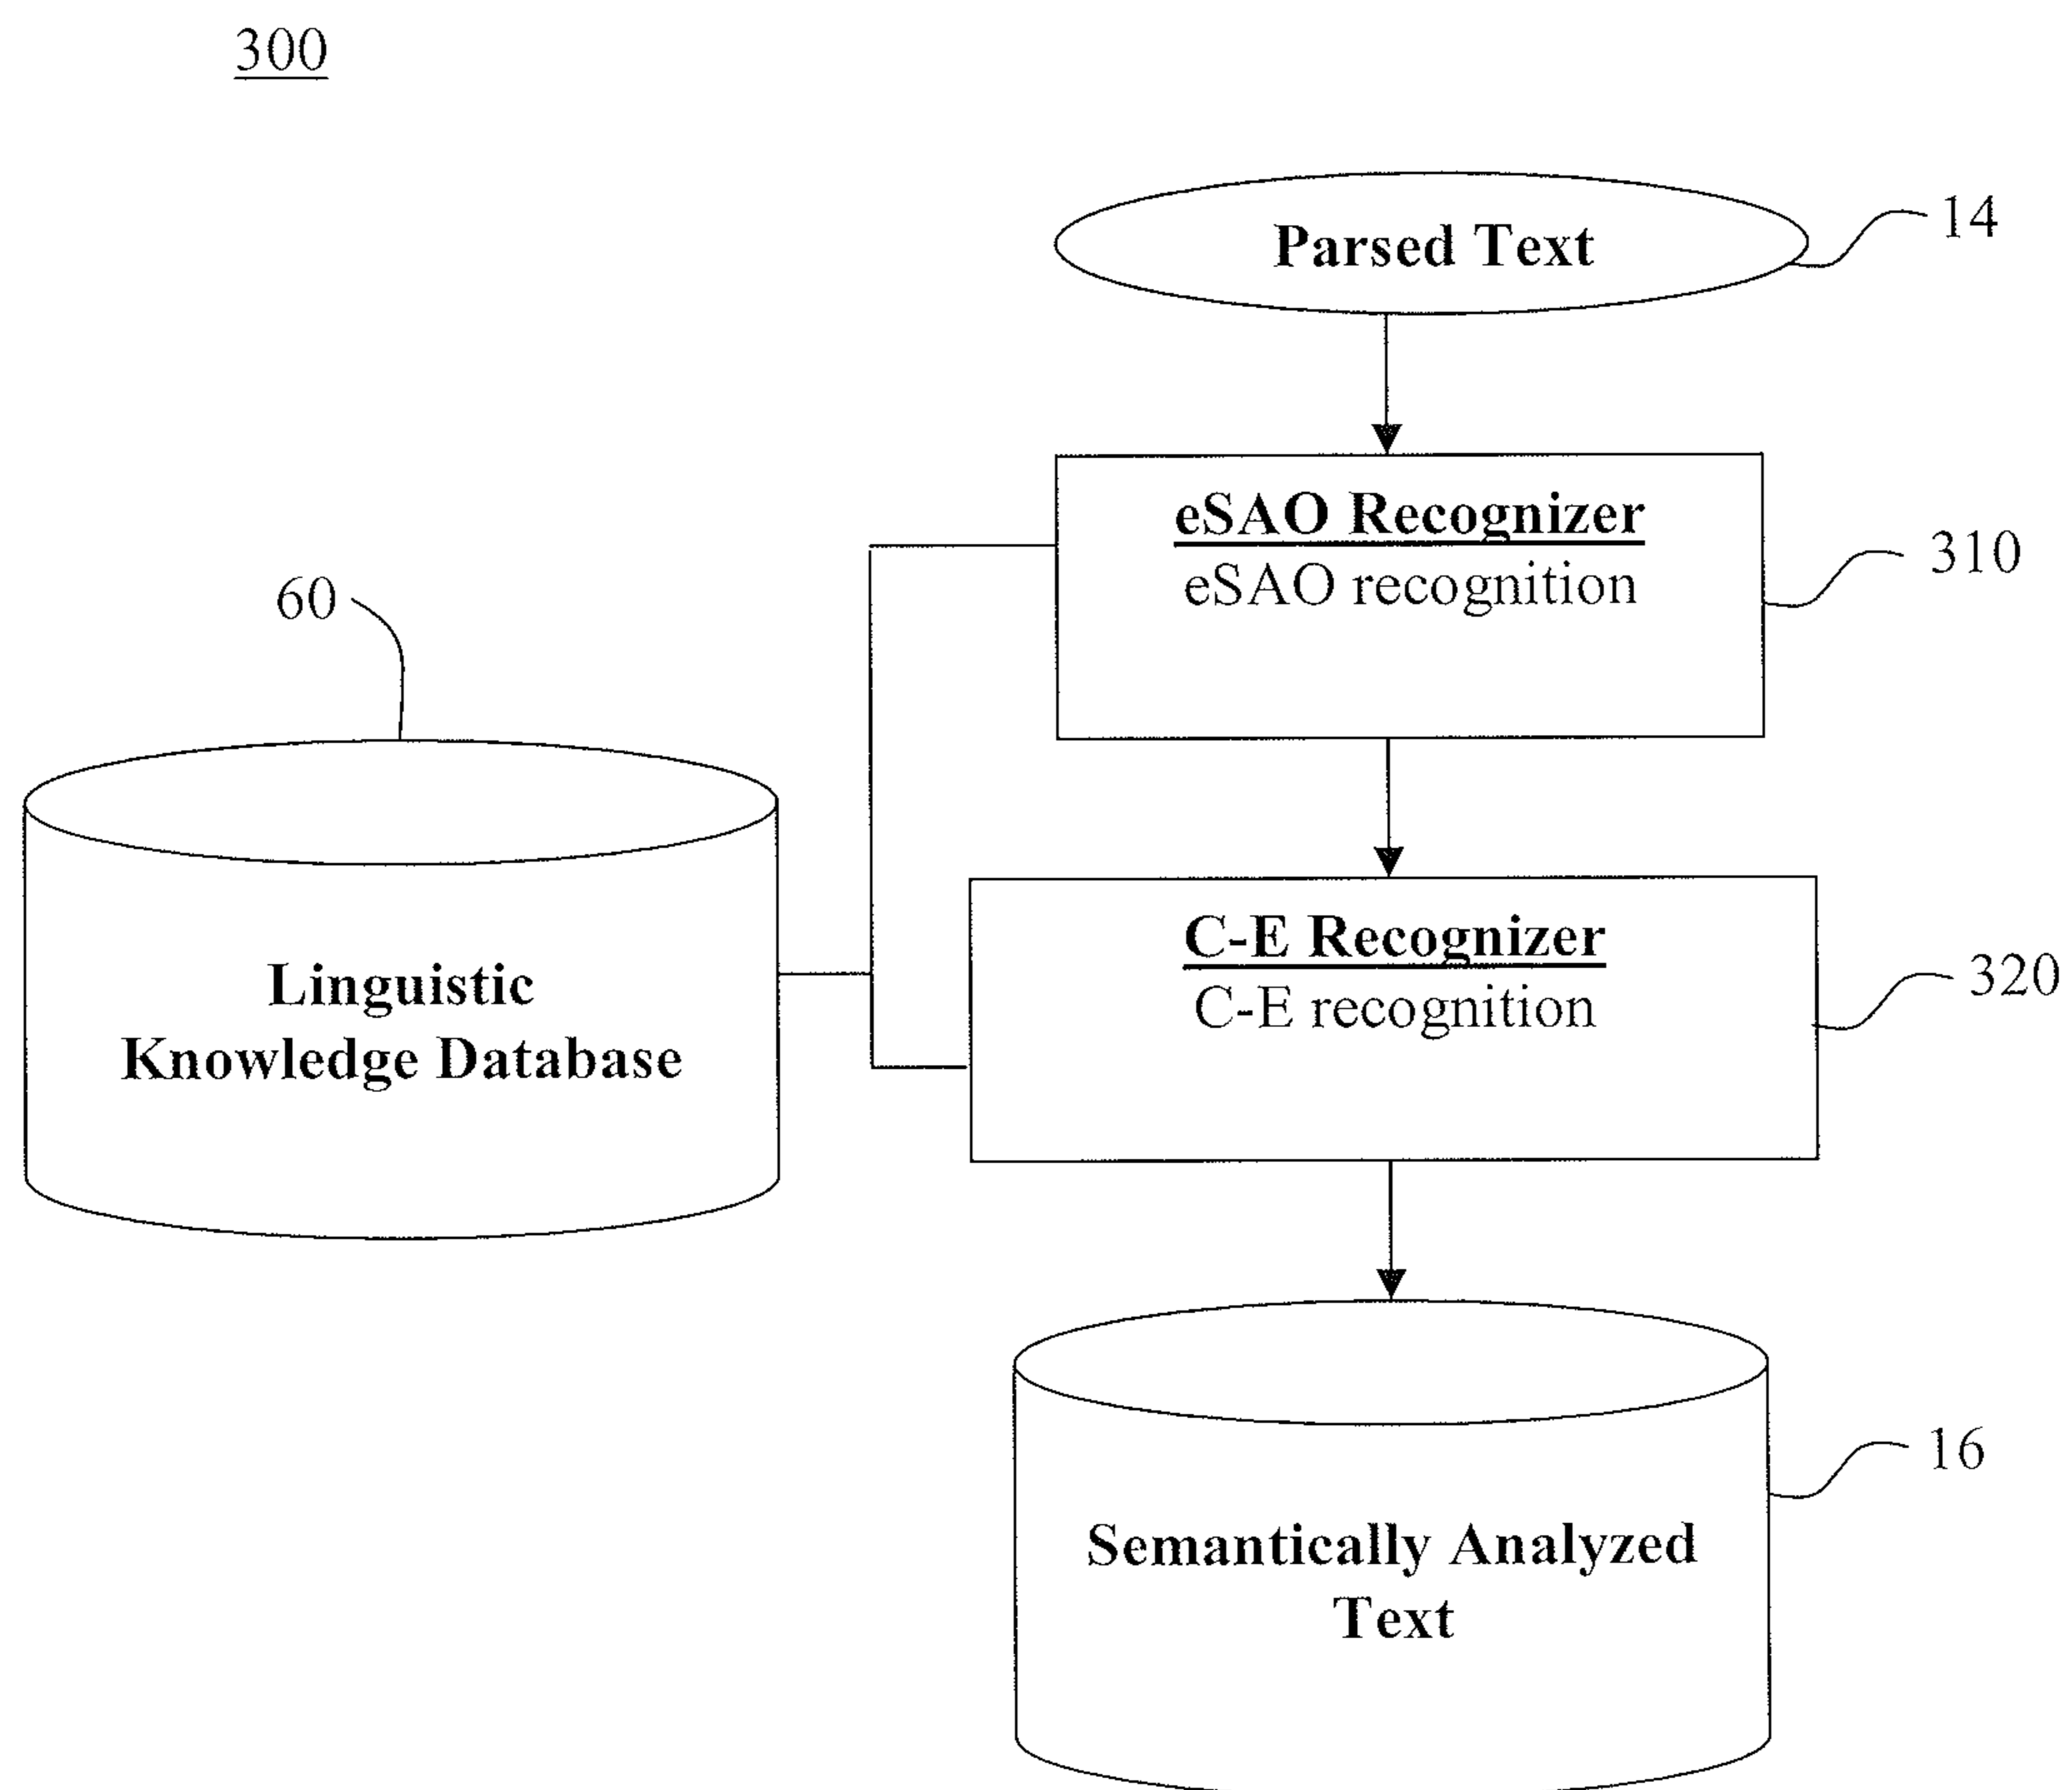 300
Parsed Text
14
eSAO Recognizer
eSAO recognition
310
60
C-E Recognizer
C-E recognition
320
Linguistic
Knowledge Database
16
Semantically Analyzed
Text